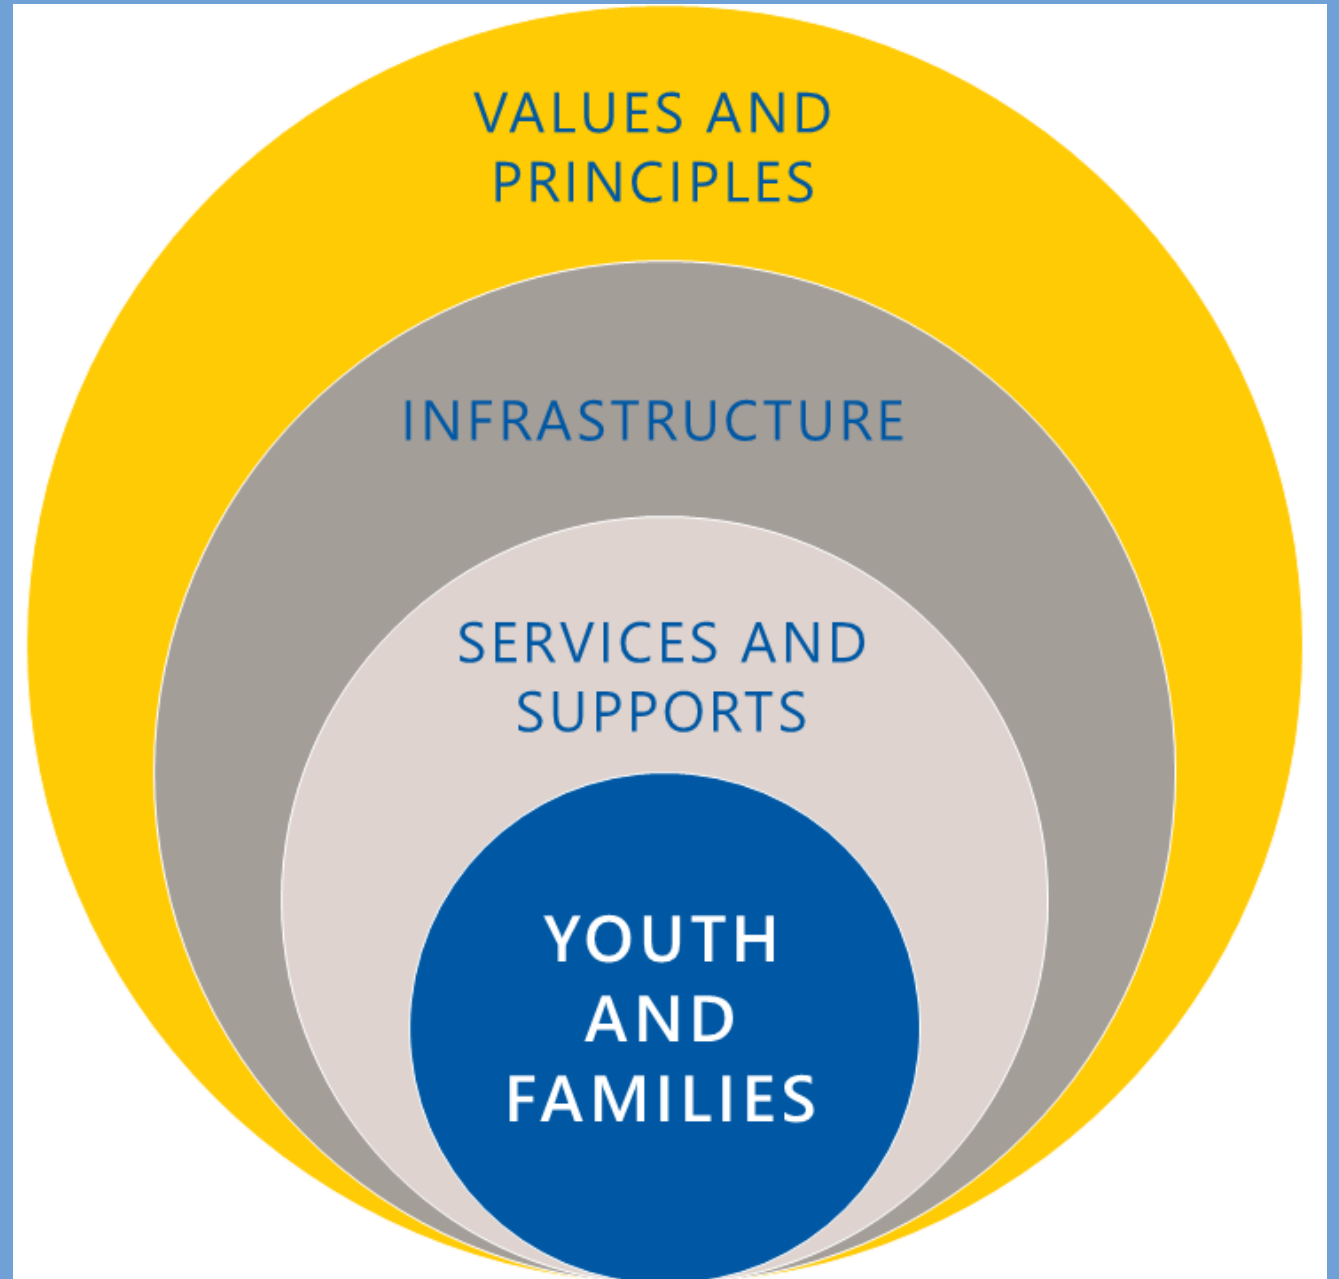 VALUES AND
PRINCIPLES
INFRASTRUCTURE
SERVICES AND
SUPPORTS
YOUTH
AND
FAMILIES